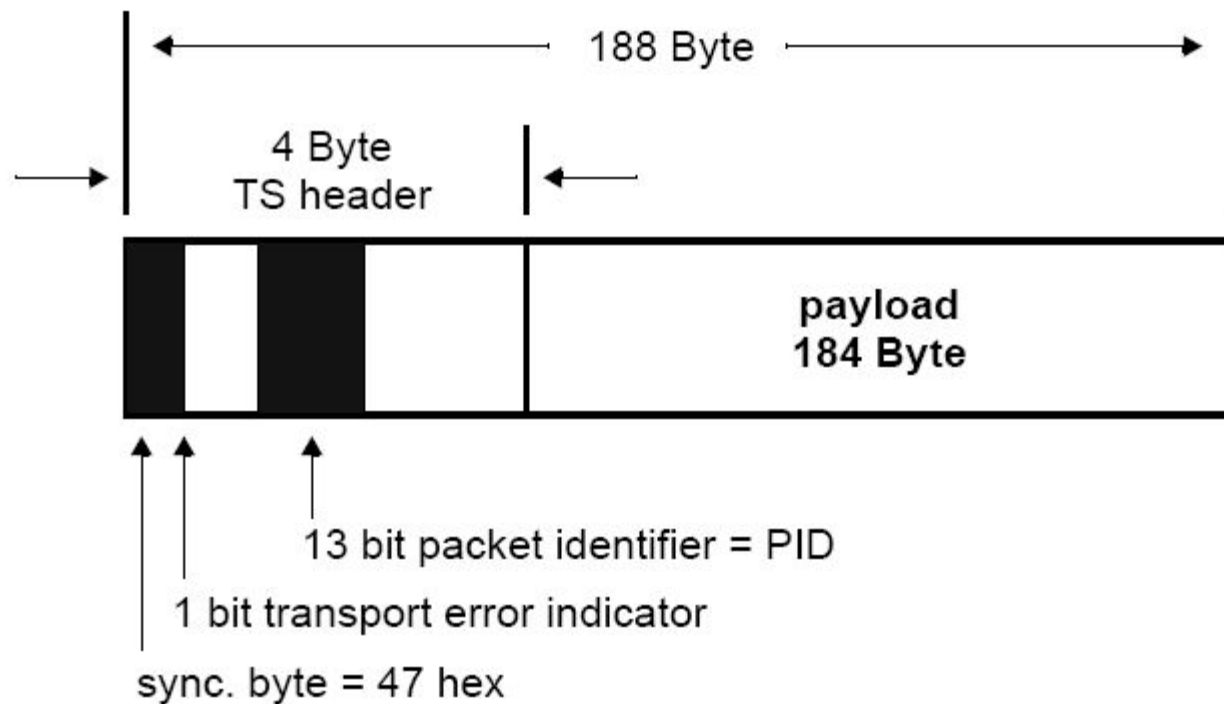 188 Byte
4 Byte
TS header
payload
184 Byte
13 bit packet identifier = PID
1 bit transport error indicator
sync. byte = 47 hex